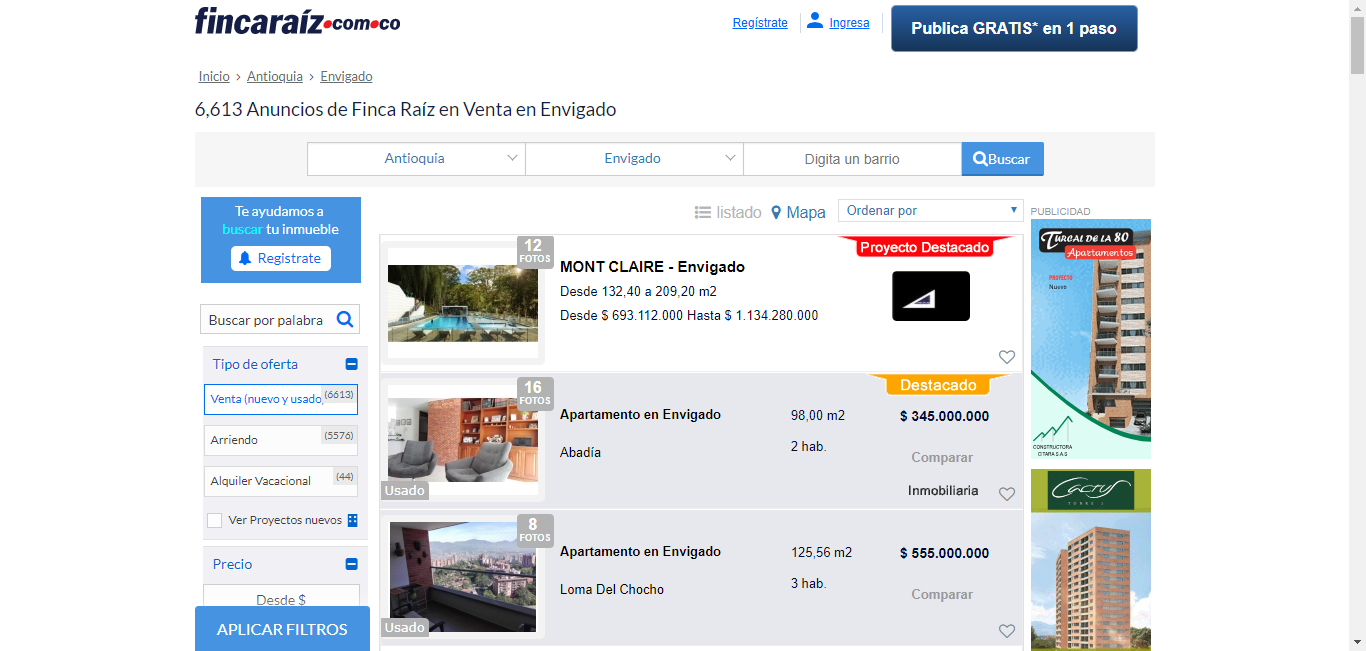 fincaraíz.com.co
Regístrate
Ingresa
Publica GRATIS* en 1 paso
Inicio > Antioquia > Envigado
6,613 Anuncios de Finca Raíz en Venta en Envigado
Antioquia
Envigado
Digita un barrio
Buscar
Te ayudamos a
buscar tu inmueble
Registrate
listado
Mapa
Ordenar por
PUBLICIDAD
Buscar por palabra
Tipo de oferta
Venta (nuevo y usado)
(6613)
Arriendo
(5576)
Alquiler Vacacional
(44)
Ver Proyectos nuevos
Precio
Desde $
APLICAR FILTROS
12
FOTOS
MONT CLAIRE - Envigado
Desde 132,40 a 209,20 m2
Desde $ 693.112.000 Hasta $ 1.134.280.000
Proyecto Destacado
16
FOTOS
Usado
Apartamento en Envigado
Abadía
98,00 m2
2 hab.
Destacado
$ 345.000.000
Comparar
Inmobiliaria
8
FOTOS
Usado
Apartamento en Envigado
Loma Del Chocho
125,56 m2
3 hab.
$ 555.000.000
Comparar
TURGAL DE LA 80
Apartamentos
PROYECTO
Nuevo
CONSTRUCTORA
CITARA S.A.S
Cactus